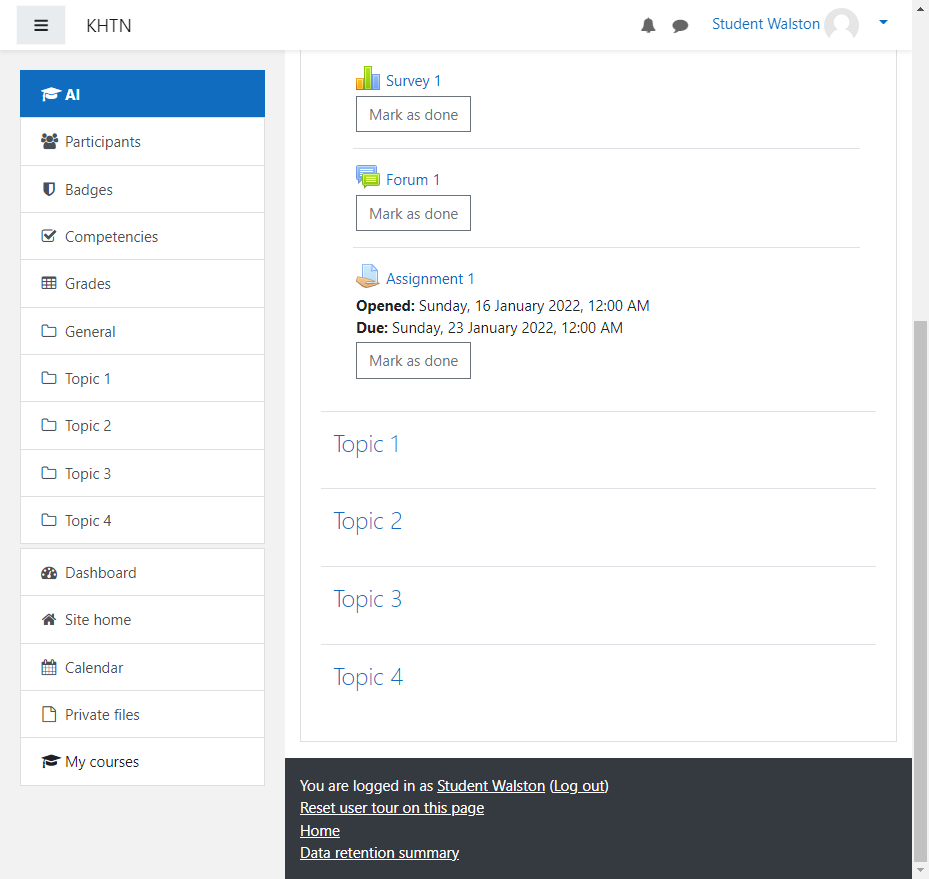 KHTN
Student Walston
AI
Participants
Badges
Competencies
Grades
General
Topic 1
Topic 2
Topic 3
Topic 4
Dashboard
Site home
Calendar
Private files
My courses
Survey 1
Mark as done
Forum 1
Mark as done
Assignment 1
Opened: Sunday, 16 January 2022, 12:00 AM
Due: Sunday, 23 January 2022, 12:00 AM
Mark as done
Topic 1
Topic 2
Topic 3
Topic 4
You are logged in as Student Walston (Log out)
Reset user tour on this page
Home
Data retention summary